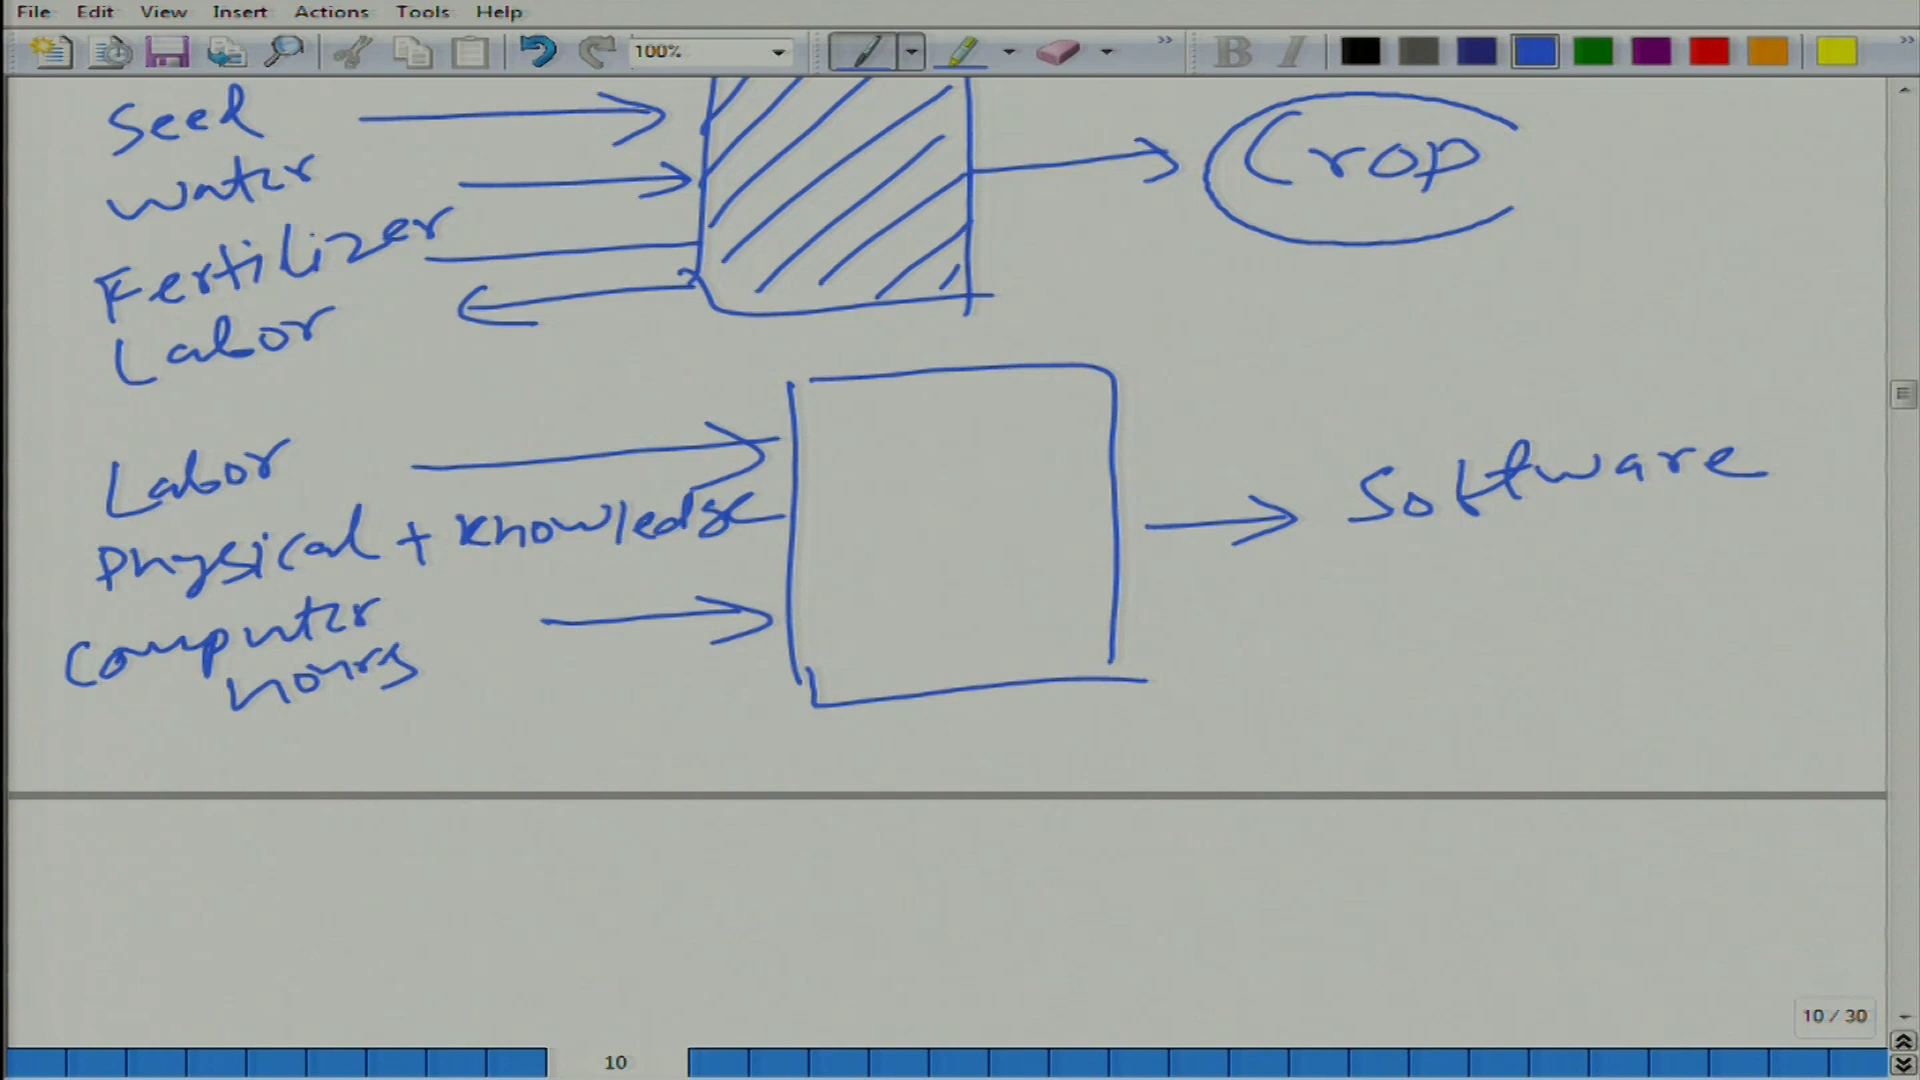 File Edit View Insert Actions Tools Help
100%
B I
Seed
Water
Fertilizer
Labor
Crop
Labor
Physical + Knowledge
Computer
hours
Software
10 / 30
10